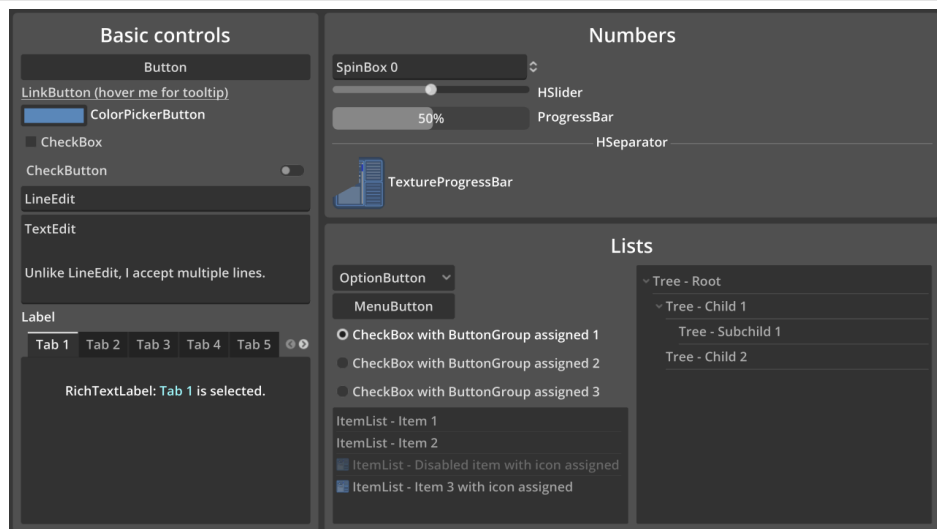 Basic controls
Button
LinkButton (hover me for tooltip)
ColorPickerButton
CheckBox
CheckButton
LineEdit
TextEdit
Unlike LineEdit, I accept multiple lines.
Label
Tab 1 Tab 2 Tab 3 Tab 4 Tab 5
RichTextLabel: Tab 1 is selected.
Numbers
SpinBox 0
HSlider
50% ProgressBar
HSeparator
TextureProgressBar
Lists
OptionButton
MenuButton
CheckBox with ButtonGroup assigned 1
CheckBox with ButtonGroup assigned 2
CheckBox with ButtonGroup assigned 3
ItemList - Item 1
ItemList - Item 2
ItemList - Disabled item with icon assigned
ItemList - Item 3 with icon assigned
Tree - Root
Tree - Child 1
Tree - Subchild 1
Tree - Child 2